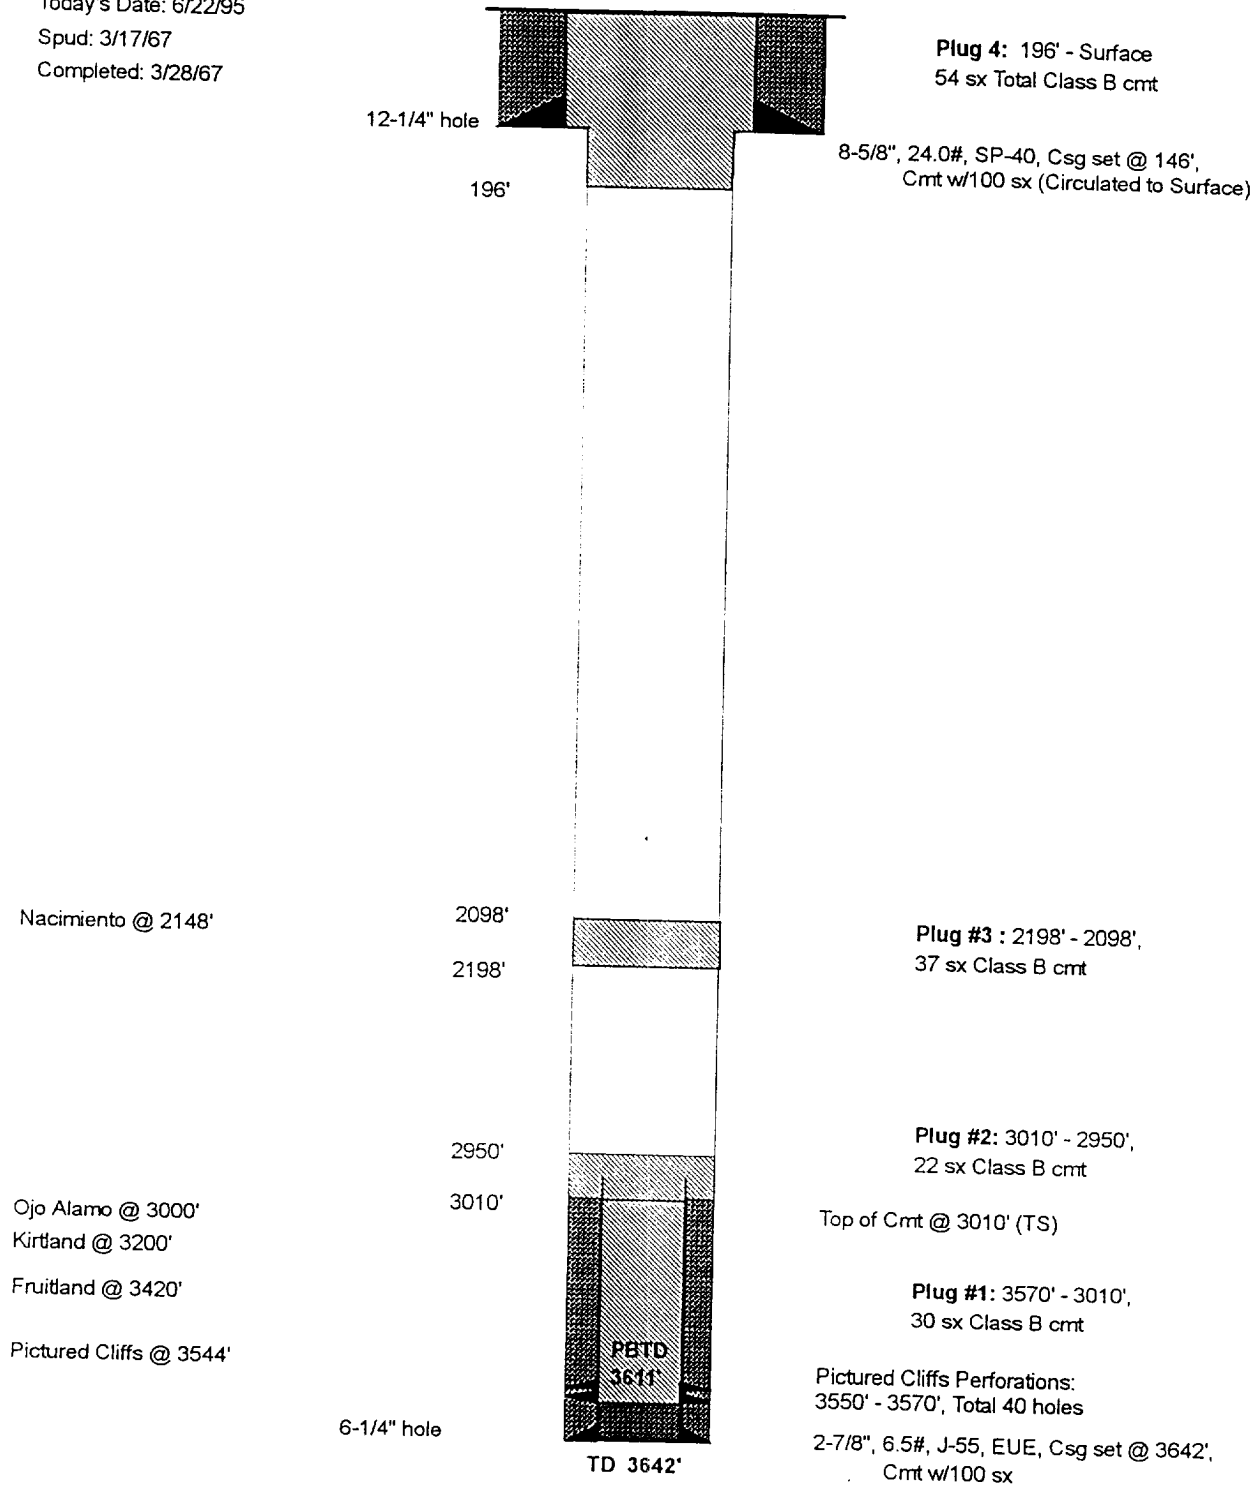 Today's Date: 6/22/95
Spud: 3/17/67
Completed: 3/28/67
Plug 4: 196' - Surface
54 sx Total Class B cmt
12-1/4" hole
8-5/8", 24.0#, SP-40, Csg set @ 146',
Cmt w/100 sx (Circulated to Surface)
196'
Nacimiento @ 2148'
2098'
2198'
Plug #3 : 2198' - 2098',
37 sx Class B cmt
2950'
3010'
Plug #2: 3010' - 2950',
22 sx Class B cmt
Ojo Alamo @ 3000'
Kirtland @ 3200'
Fruitland @ 3420'
Pictured Cliffs @ 3544'
Top of Cmt @ 3010' (TS)
Plug #1: 3570' - 3010',
30 sx Class B cmt
PBTD
3611'
Pictured Cliffs Perforations:
3550' - 3570', Total 40 holes
6-1/4" hole
2-7/8", 6.5#, J-55, EUE, Csg set @ 3642',
Cmt w/100 sx
TD 3642'